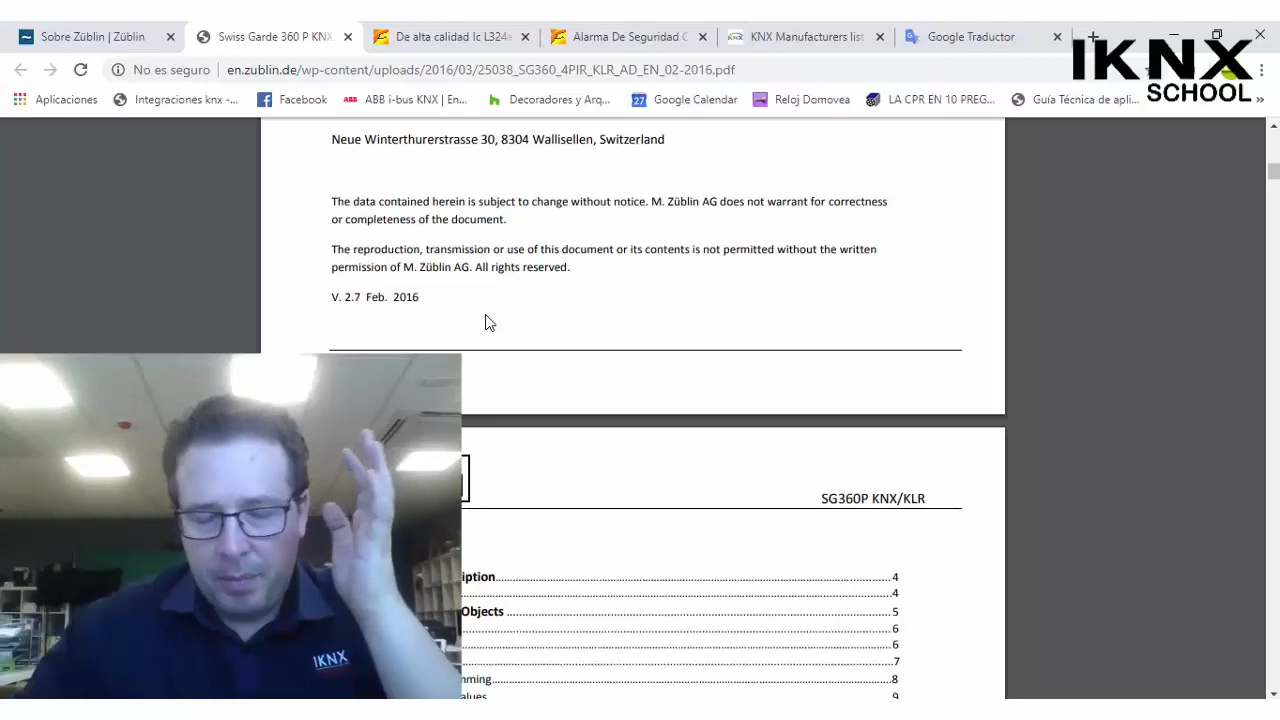 Sobre Züblin | Züblin
Swiss Garde 360 P KNX
De alta calidad Ic L324a
Alarma De Seguridad C
KNX Manufacturers list
Google Traductor
No es seguro
en.zublin.de/wp-content/uploads/2016/03/25038_SG360_4PIR_KLR_AD_EN_02-2016.pdf
IKNX
SCHOOL
Aplicaciones
Integraciones knx -...
Facebook
ABB
ABB i-bus KNX | En...
Decoradores y Arq...
27
Google Calendar
Reloj Domovea
LA CPR EN 10 PREG...
Guía Técnica de apli...
»
Neue Winterthurerstrasse 30, 8304 Wallisellen, Switzerland
The data contained herein is subject to change without notice. M. Züblin AG does not warrant for correctness
or completeness of the document.
The reproduction, transmission or use of this document or its contents is not permitted without the written
permission of M. Züblin AG. All rights reserved.
V. 2.7 Feb. 2016
SG360P KNX/KLR
iption 4
4
Objects 5
6
6
7
mming 8
values 9
IKNX